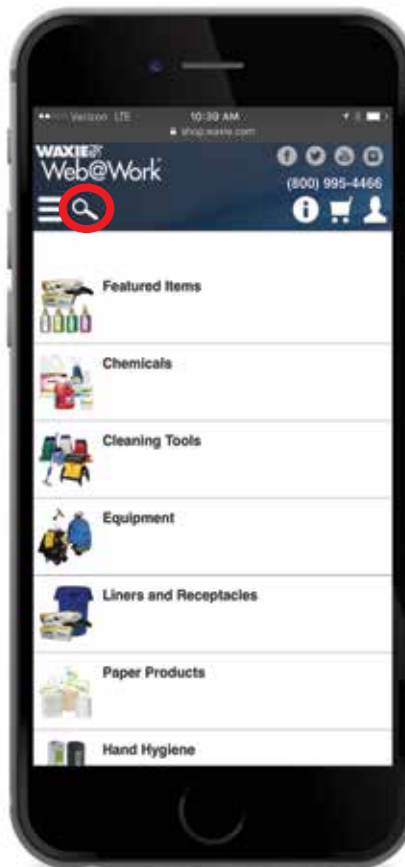 Verizon LTE 10:39 AM
shop.waxie.com
WAXIE
Web@Work
(800) 995-4466
Featured Items
Chemicals
Cleaning Tools
Equipment
Liners and Receptacles
Paper Products
Hand Hygiene